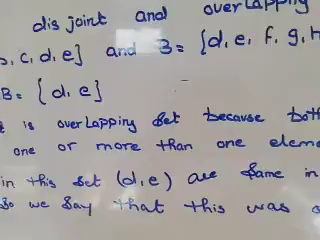 disjoint and overlapping
b, c, d, e] and B = [d, e, f, g, h
B = [d, e]
is overlapping set because both
one or more than one eleme
in this set (d, e) are same in
so we say that this was